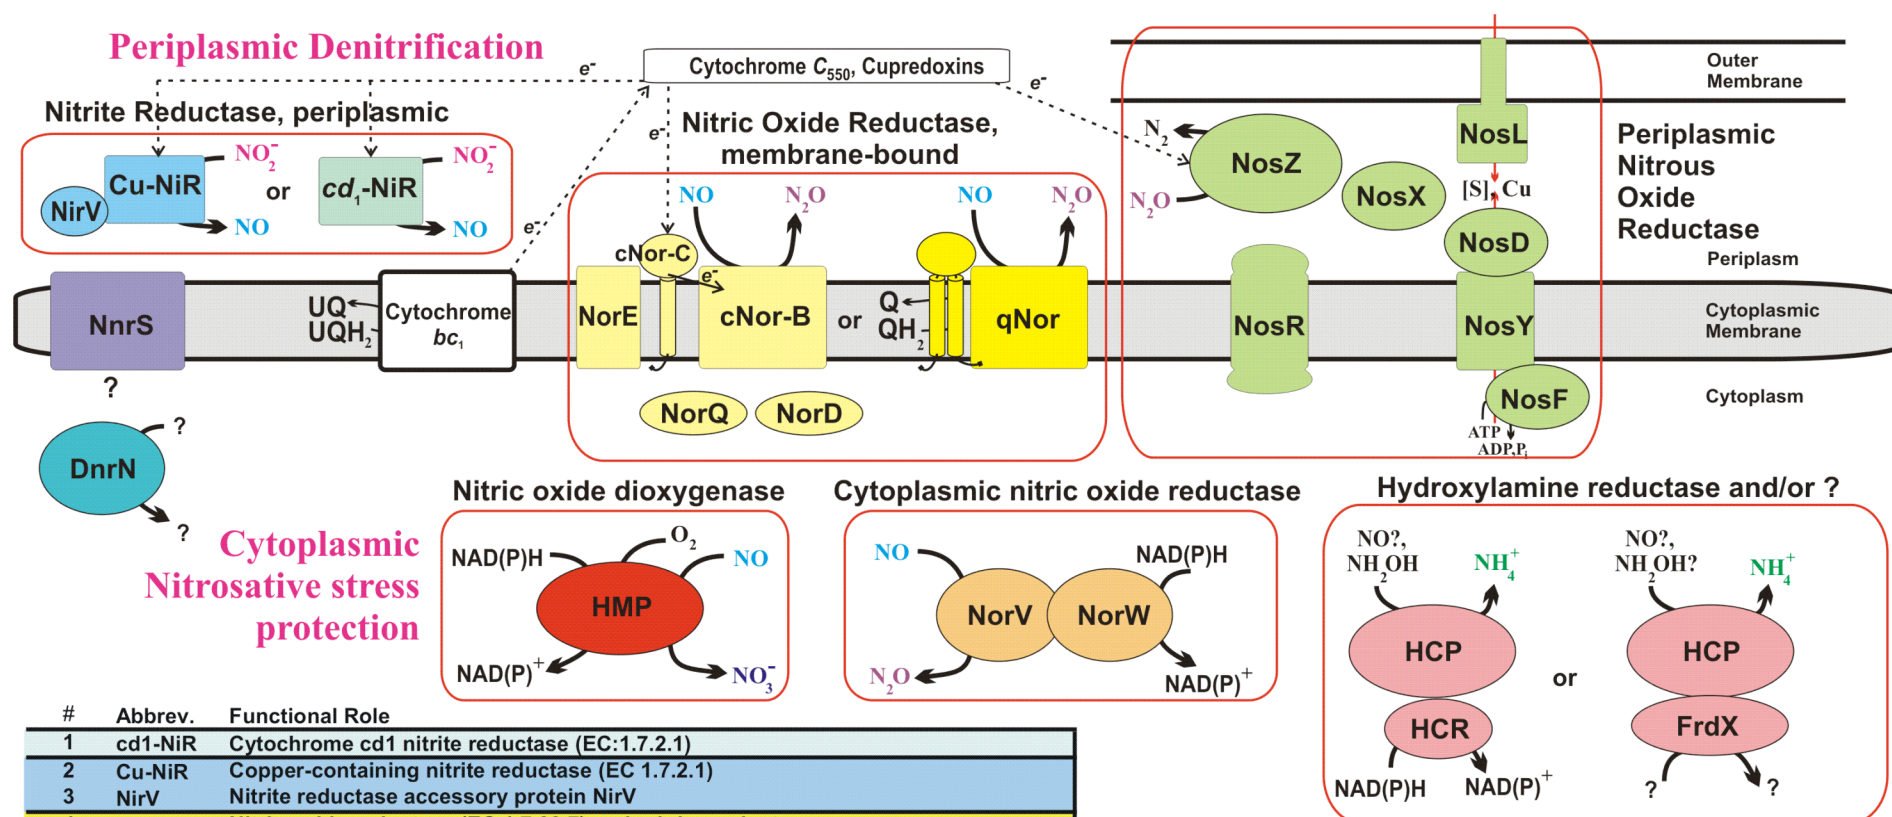 Periplasmic Denitrification
e-
Cytochrome C550, Cupredoxins
e-
Outer
Membrane
Nitrite Reductase, periplasmic
e-
Nitric Oxide Reductase,
membrane-bound
N2
NosZ
NosL
Periplasmic
Nitrous
Oxide
Reductase
NO2-
Cu-NiR
or
NO2-
cd1-NiR
NirV
NO
NO
e-
NO
N2O
NO
N2O
N2O
NosX
[S], Cu
NosD
Periplasm
cNor-C
e-
NnrS
UQ
UQH2
Cytochrome
bc1
NorE
cNor-B
or
Q
QH2
qNor
NosR
NosY
Cytoplasmic
Membrane
?
NorQ
NorD
NosF
Cytoplasm
ATP
ADP,Pi
?
DnrN
?
Cytoplasmic
Nitrosative stress
protection
Nitric oxide dioxygenase
NAD(P)H
O2
NO
HMP
NAD(P)+
NO3-
Cytoplasmic nitric oxide reductase
NO
NAD(P)H
NorV
NorW
N2O
NAD(P)+
Hydroxylamine reductase and/or ?
NO?,
NH2OH
NH4+
HCP
HCR
NAD(P)H
NAD(P)+
or
NO?,
NH2OH?
NH4+
HCP
FrdX
?
?
# Abbrev. Functional Role
1 cd1-NiR Cytochrome cd1 nitrite reductase (EC:1.7.2.1)
2 Cu-NiR Copper-containing nitrite reductase (EC 1.7.2.1)
3 NirV Nitrite reductase accessory protein NirV